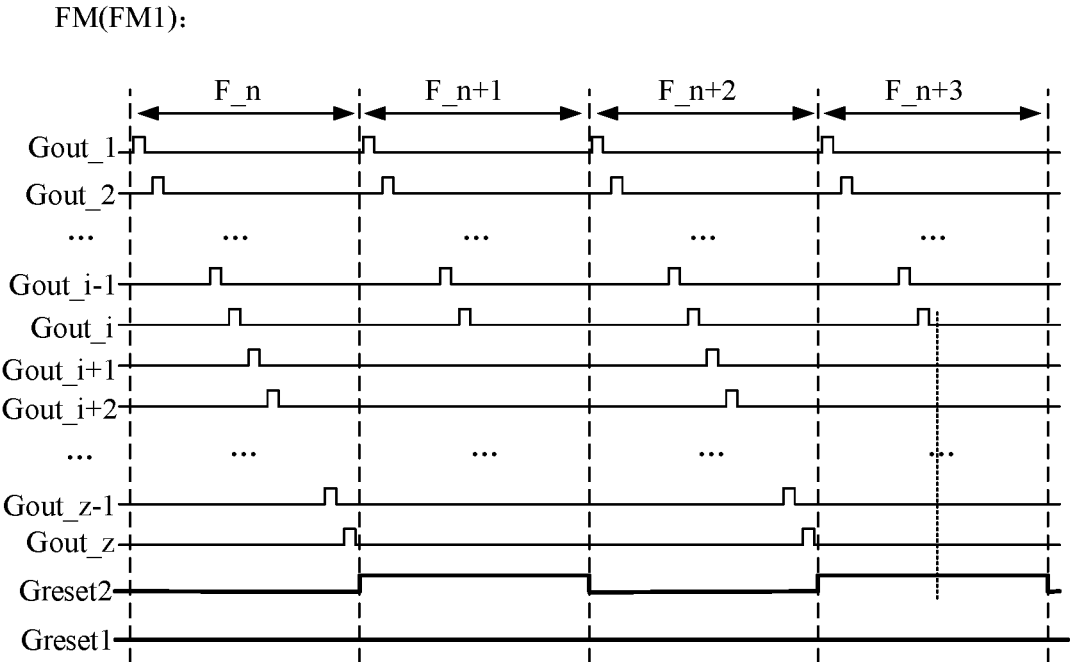 FM(FM1):
F_n F_n+1 F_n+2 F_n+3
Gout_1
Gout_2
... ... ... ... ...
Gout_i-1
Gout_i
Gout_i+1
Gout_i+2
... ... ... ... ...
Gout_z-1
Gout_z
Greset2
Greset1